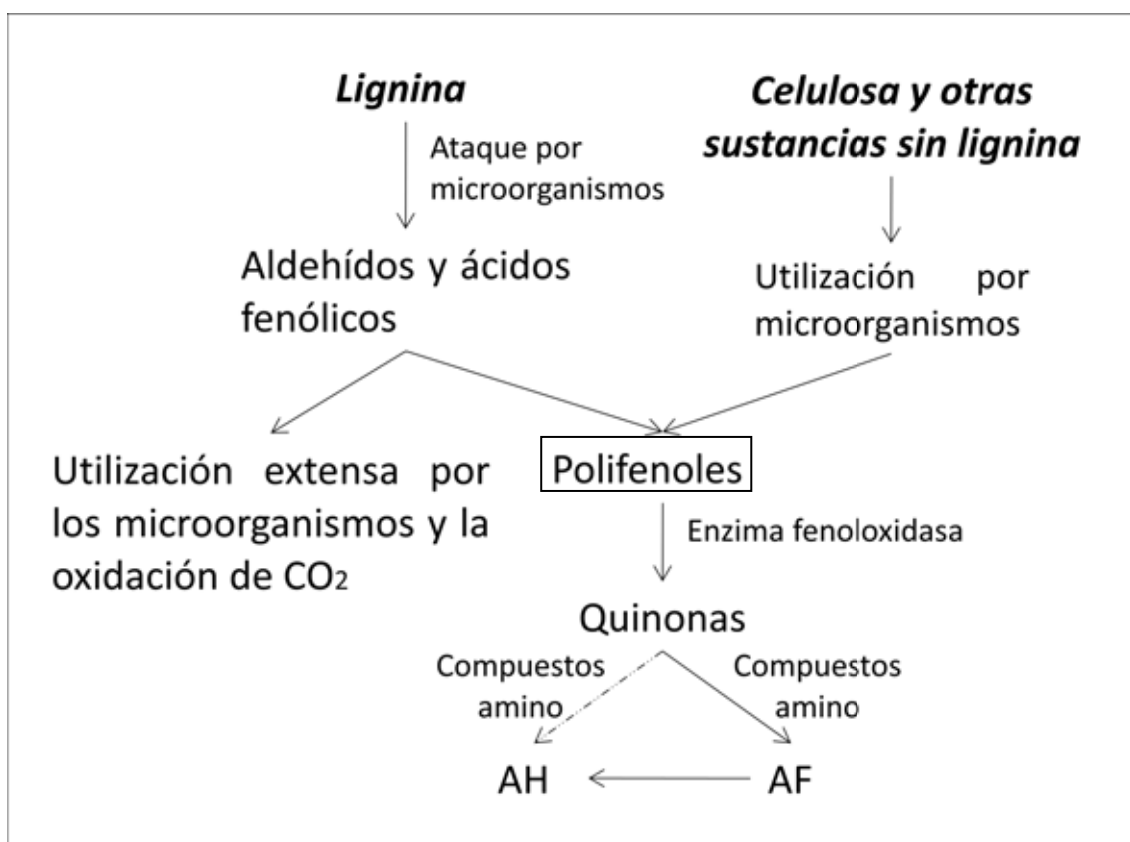 Lignina
Celulosa y otras
sustancias sin lignina
Ataque por
microorganismos
Aldehídos y ácidos
fenólicos
Utilización por
microorganismos
Utilización extensa por
los microorganismos y la
oxidación de CO2
Polifenoles
Enzima fenoloxidasa
Quinonas
Compuestos
amino
Compuestos
amino
AH
AF